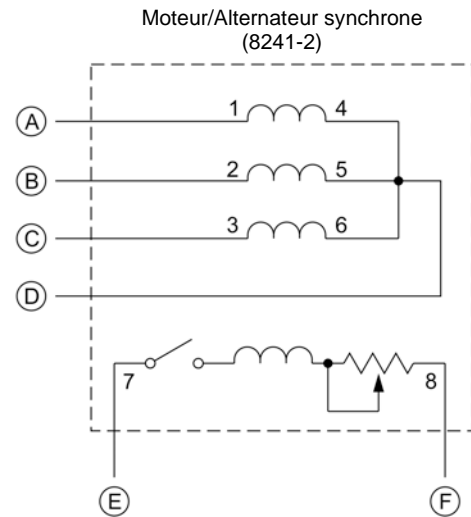 Moteur/Alternateur synchrone
(8241-2)
A 1 4
B 2 5
C 3 6
D
7 8
E F